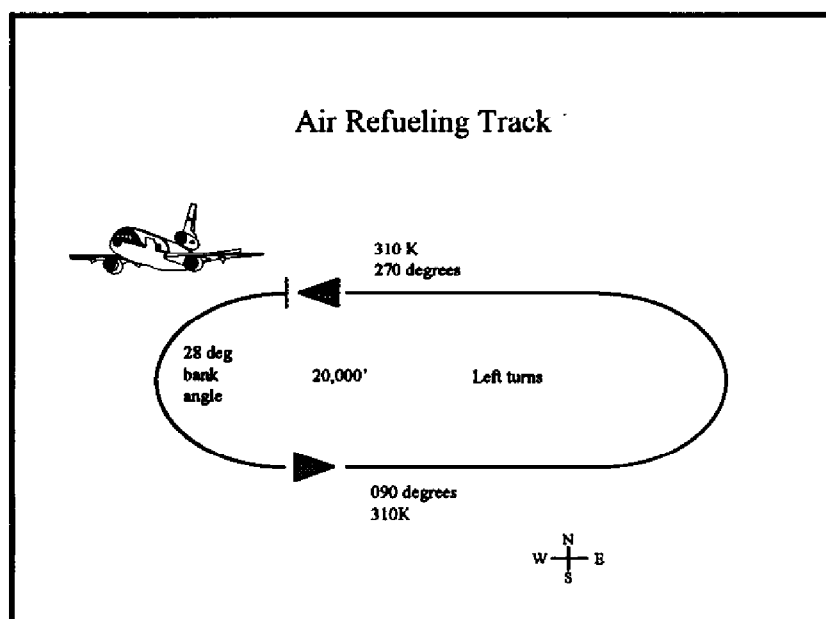 Air Refueling Track
310 K
270 degrees
28 deg
bank
angle
20,000'
Left turns
090 degrees
310K
N
W E
S